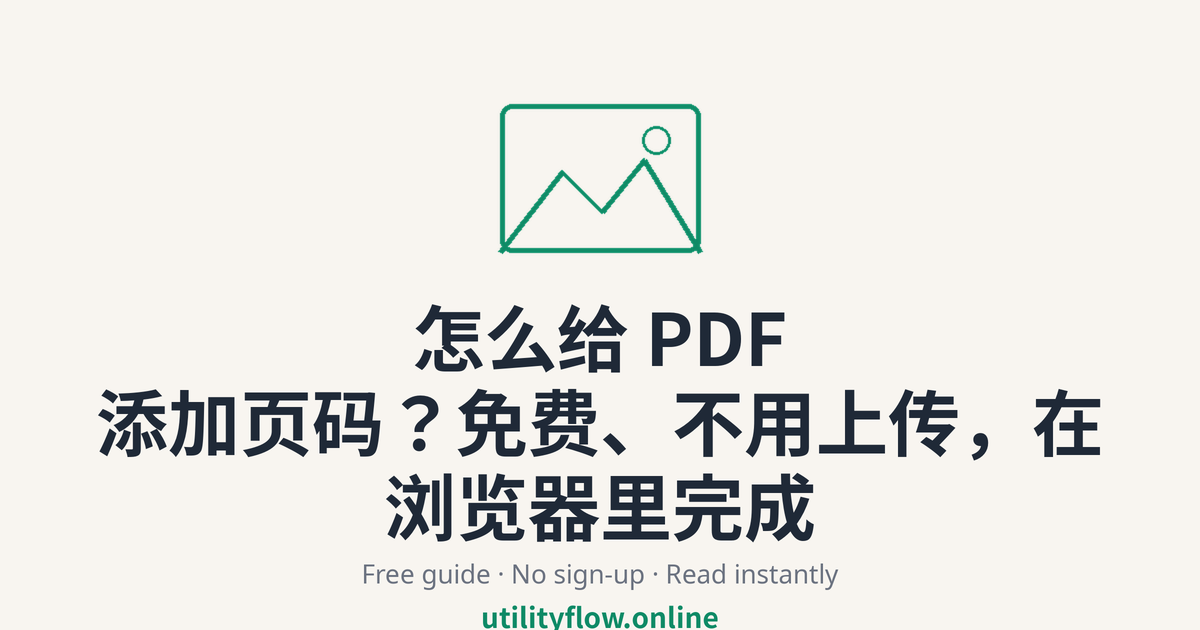 怎么给 PDF
添加页码？免费、不用上传，在
浏览器里完成
Free guide · No sign-up · Read instantly
utilityflow.online